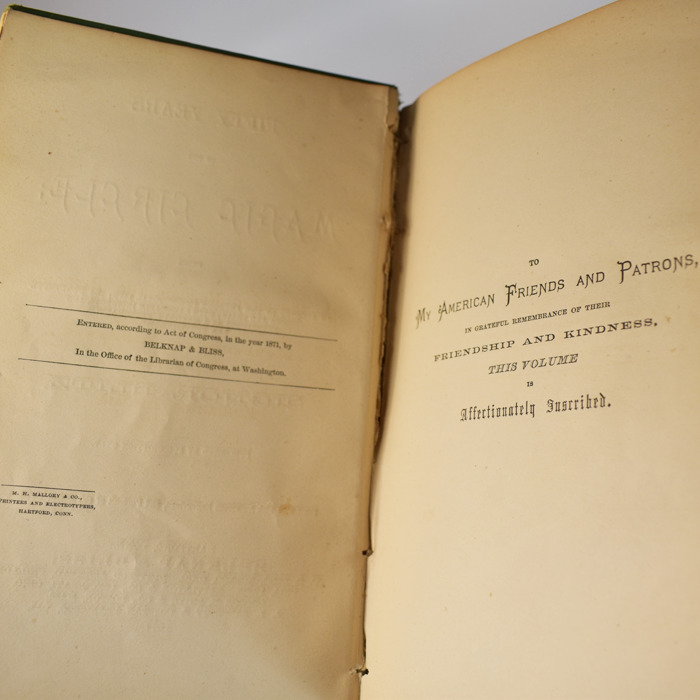 ENTERED, according to Act of Congress, in the year 1871, by
BELKNAP & BLISS,
In the Office of the Librarian of Congress, at Washington.
M. H. MALLORY & CO.,
PRINTERS AND ELECTROTYPERS,
HARTFORD, CONN.
TO
MY AMERICAN FRIENDS AND PATRONS,
IN GRATEFUL REMEMBRANCE OF THEIR
FRIENDSHIP AND KINDNESS,
THIS VOLUME
IS
Affectionately Inscribed.